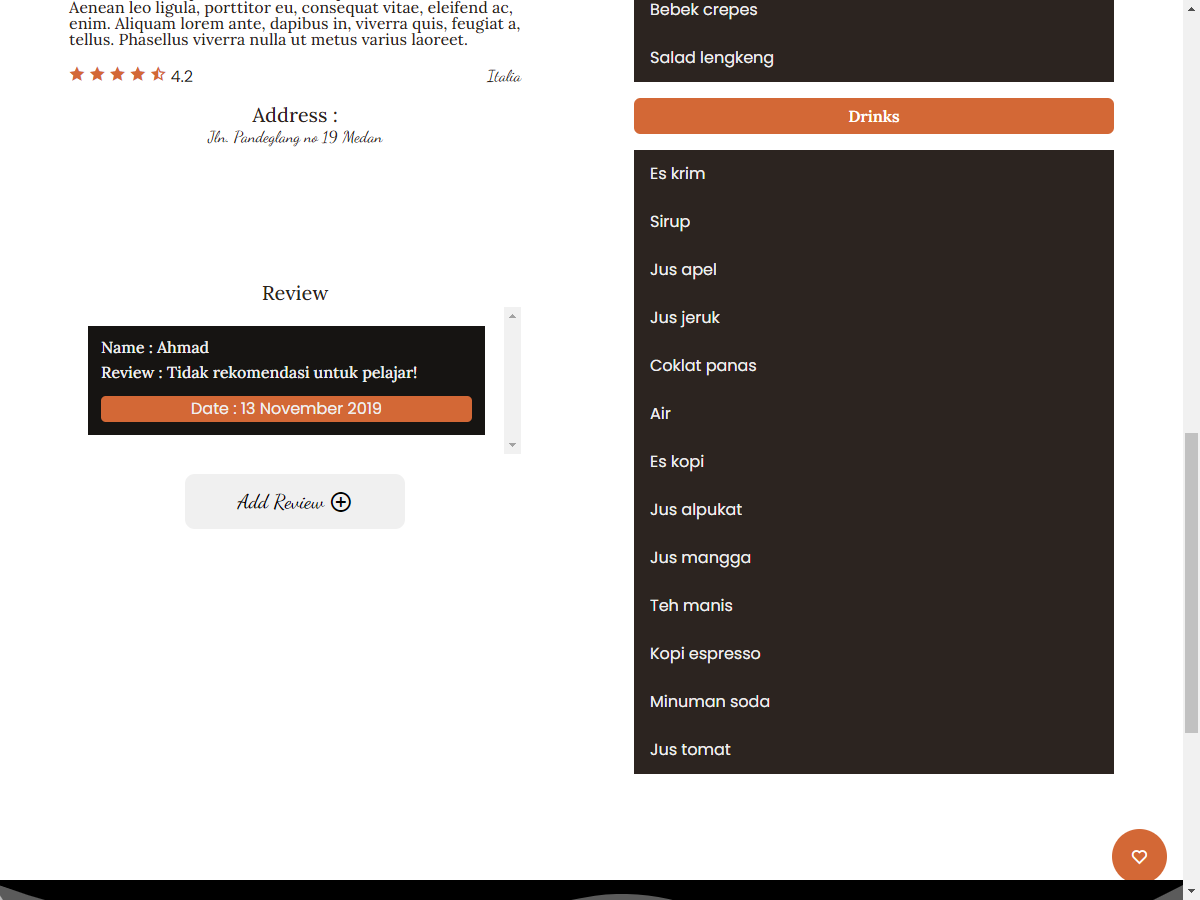 Aenean leo ligula, porttitor eu, consequat vitae, eleifend ac,
enim. Aliquam lorem ante, dapibus in, viverra quis, feugiat a,
tellus. Phasellus viverra nulla ut metus varius laoreet.
4.2
Italia
Address :
Jln. Pandeglang no 19 Medan
Review
Name : Ahmad
Review : Tidak rekomendasi untuk pelajar!
Date : 13 November 2019
Add Review
Bebek crepes
Salad lengkeng
Drinks
Es krim
Sirup
Jus apel
Jus jeruk
Coklat panas
Air
Es kopi
Jus alpukat
Jus mangga
Teh manis
Kopi espresso
Minuman soda
Jus tomat